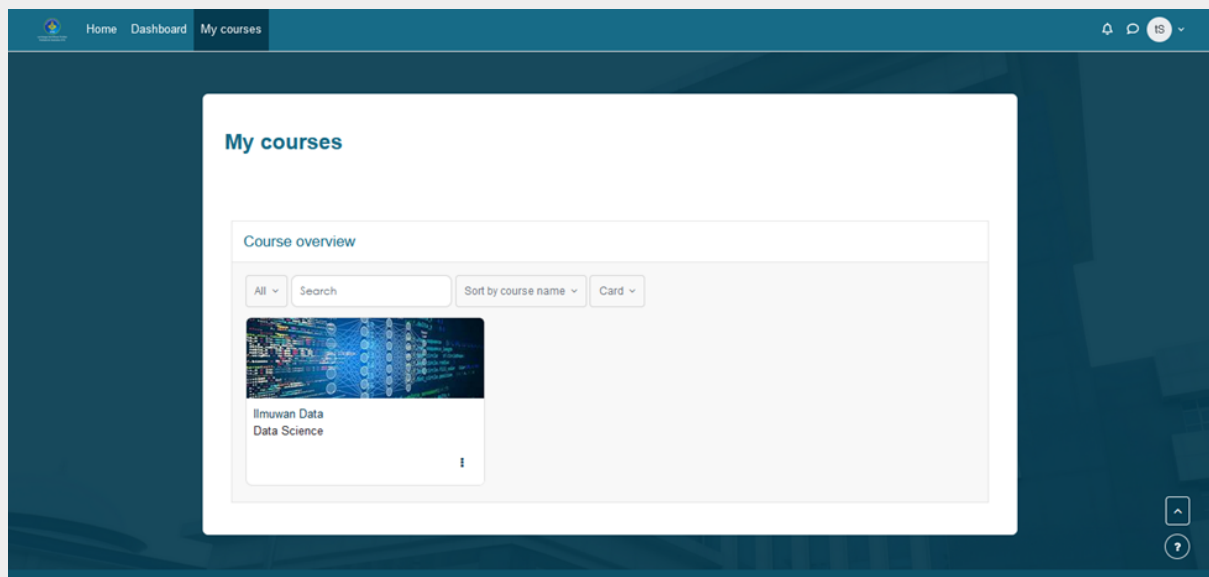 Home Dashboard My courses
tS
My courses
Course overview
All Search Sort by course name Card
Ilmuwan Data
Data Science
?